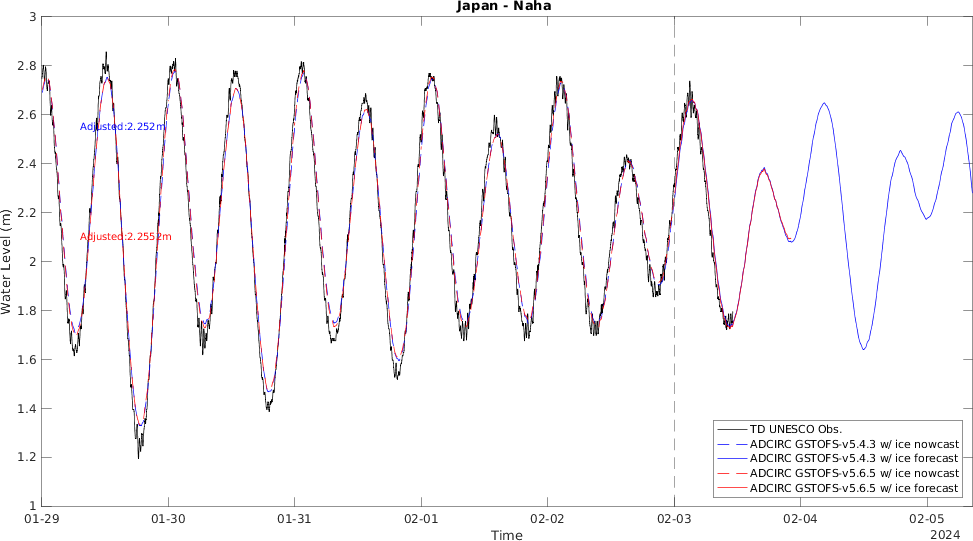 Japan - Naha
3
2.8
2.6
2.4
2.2
2
1.8
1.6
1.4
1.2
1
Water Level (m)
Adjusted:2.252m
Adjusted:2.2552m
TD UNESCO Obs.
ADCIRC GSTOFS-v5.4.3 w/ ice nowcast
ADCIRC GSTOFS-v5.4.3 w/ ice forecast
ADCIRC GSTOFS-v5.6.5 w/ ice nowcast
ADCIRC GSTOFS-v5.6.5 w/ ice forecast
01-29 01-30 01-31 02-01 02-02 02-03 02-04 02-05
Time
2024